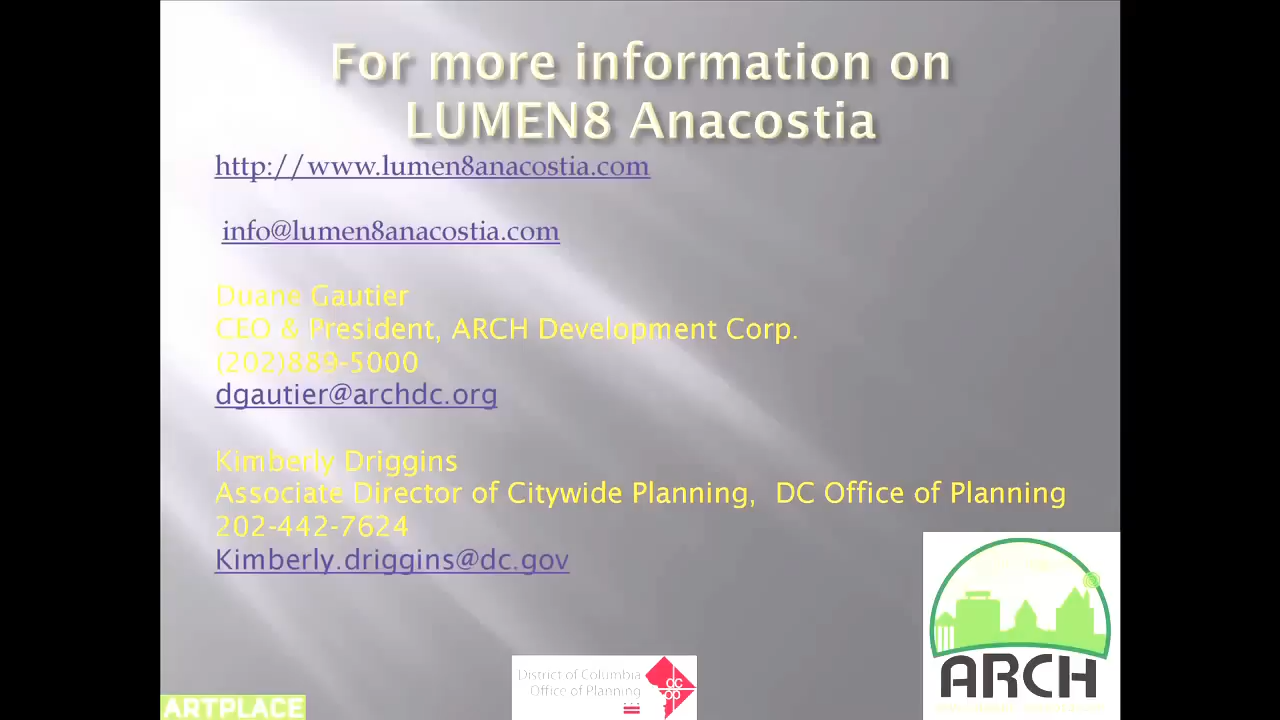 For more information on
LUMEN8 Anacostia
http://www.lumen8anacostia.com
info@lumen8anacostia.com
Duane Gautier
CEO & President, ARCH Development Corp.
(202)889-5000
dgautier@archdc.org
Kimberly Driggins
Associate Director of Citywide Planning, DC Office of Planning
202-442-7624
Kimberly.driggins@dc.gov
District of Columbia
Office of Planning
dc
op
ARTPLACE
ARCH